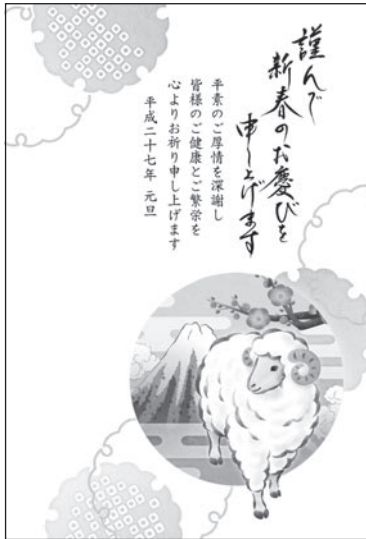 謹んで
新春のお慶びを
申し上げます
平素のご厚情を深謝し
皆様のご健康とご繁栄を
心よりお祈り申し上げます
平成二十七年 元旦